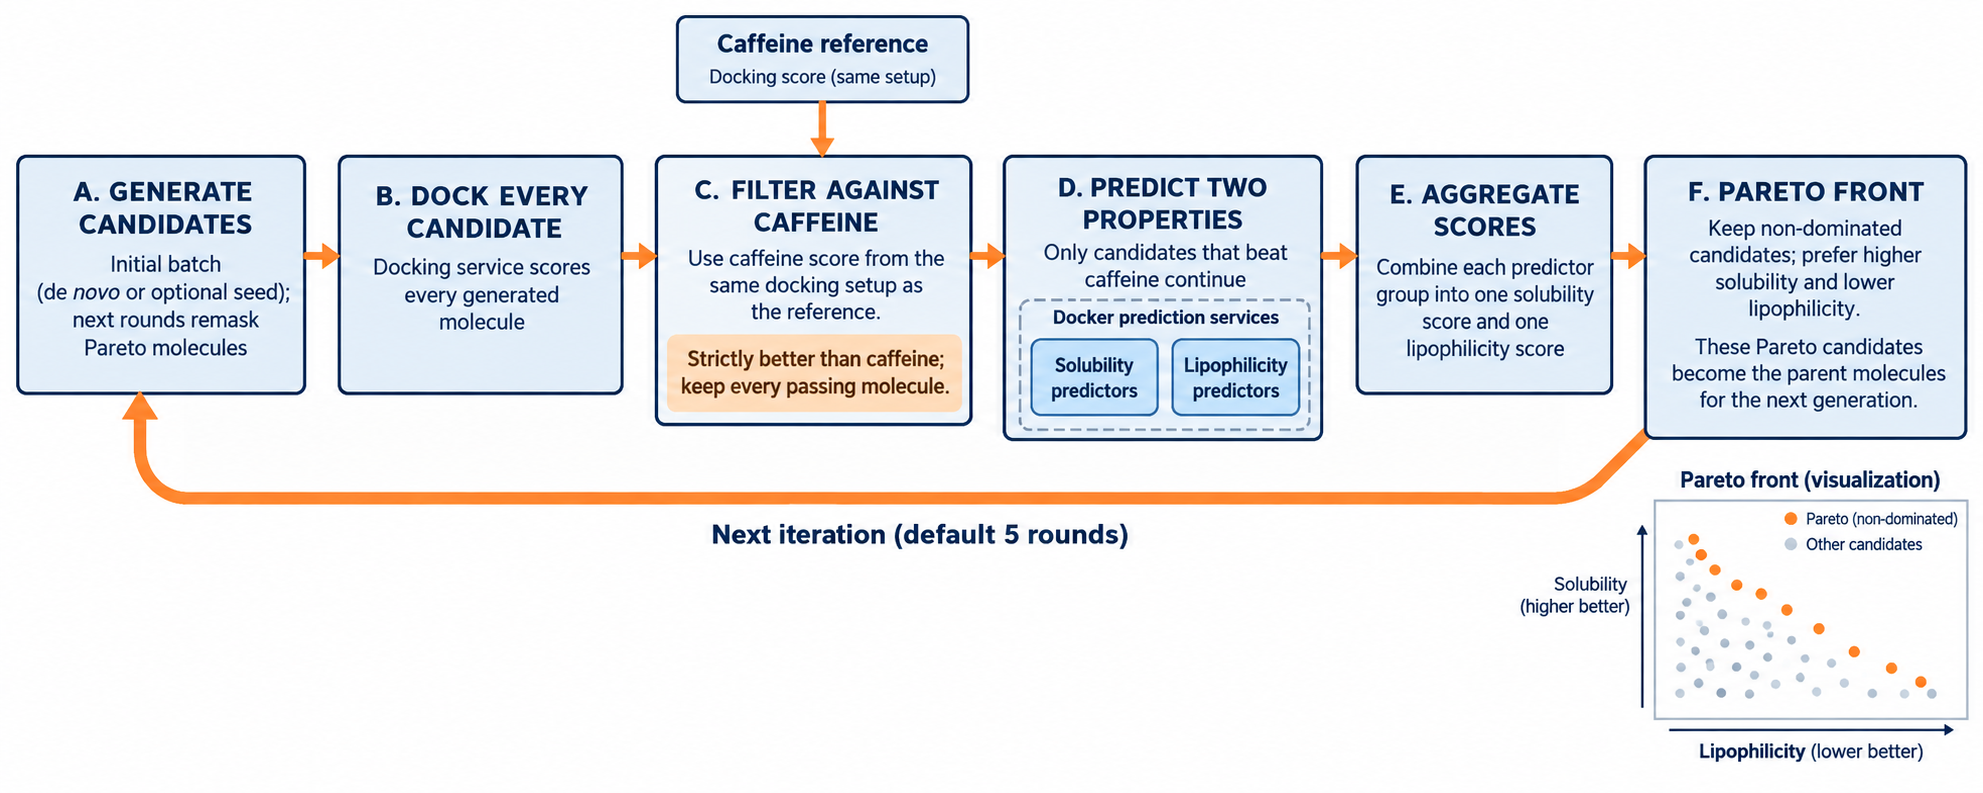 Caffeine reference
Docking score (same setup)
A. GENERATE
CANDIDATES
Initial batch
(de novo or optional seed);
next rounds remask
Pareto molecules
B. DOCK EVERY
CANDIDATE
Docking service scores
every generated
molecule
C. FILTER AGAINST
CAFFEINE
Use caffeine score from the
same docking setup as
the reference.
Strictly better than caffeine;
keep every passing molecule.
D. PREDICT TWO
PROPERTIES
Only candidates that beat
caffeine continue
Docker prediction services
Solubility
predictors
Lipophilicity
predictors
E. AGGREGATE
SCORES
Combine each predictor
group into one solubility
score and one
lipophilicity score
F. PARETO FRONT
Keep non-dominated
candidates; prefer higher
solubility and lower
lipophilicity.
These Pareto candidates
become the parent molecules
for the next generation.
Next iteration (default 5 rounds)
Pareto front (visualization)
Pareto (non-dominated)
Other candidates
Solubility
(higher better)
Lipophilicity (lower better)